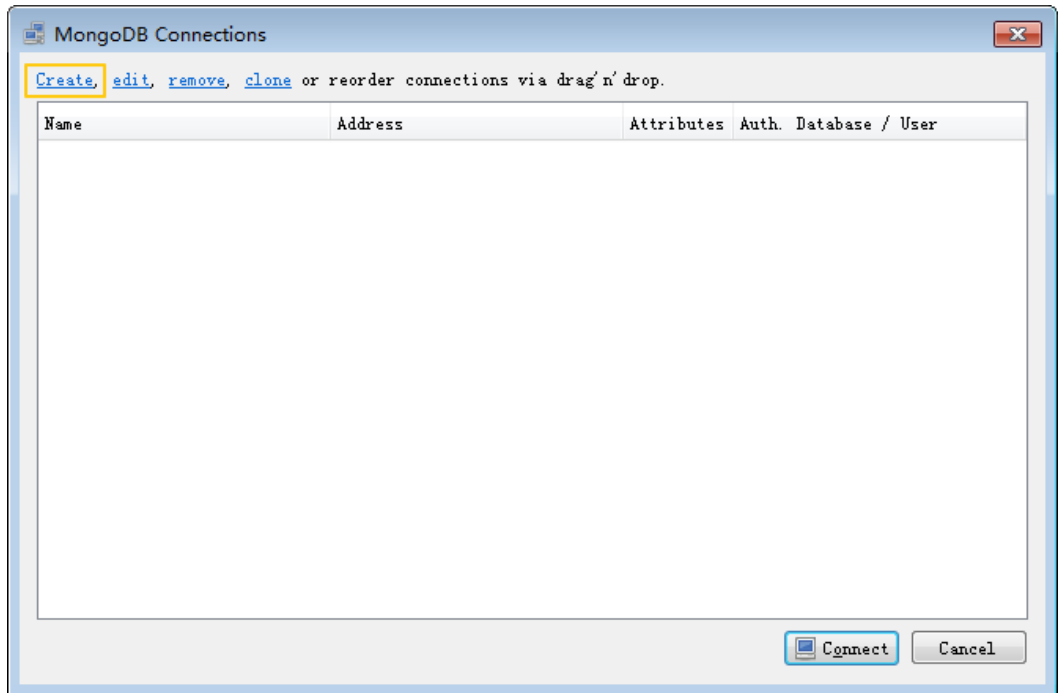 MongoDB Connections
Create, edit, remove, clone or reorder connections via drag'n'drop.
Name Address Attributes Auth. Database / User
Connect Cancel